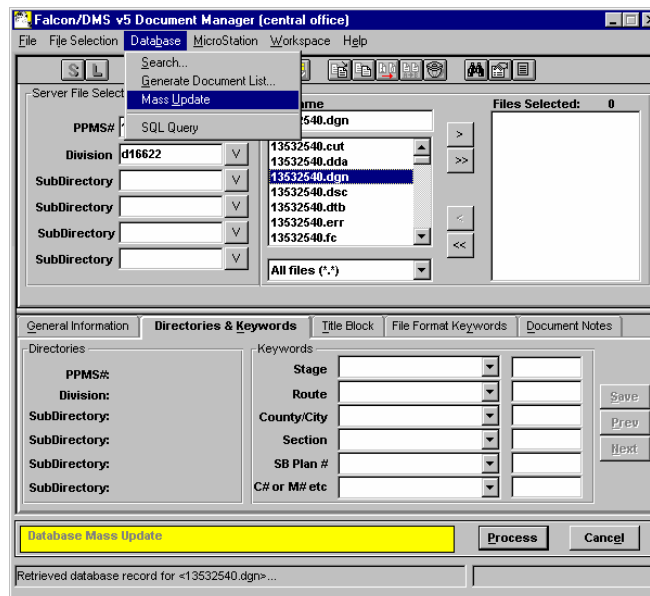 Falcon/DMS v5 Document Manager (central office)
File File Selection Database MicroStation Workspace Help
S L
Search...
Generate Document List...
Mass Update
SQL Query
Server File Select
Files Selected: 0
PPMS#
13532540.dgn
>
Division d16622 V
13532540.cut
13532540.dda
>>
SubDirectory V
13532540.dgn
13532540.dsc
SubDirectory V
13532540.dtb
13532540.err
<
SubDirectory V
13532540.fc
<<
SubDirectory V
All files (*.*)
General Information Directories & Keywords Title Block File Format Keywords Document Notes
Directories Keywords
PPMS#: Stage
Division: Route Save
SubDirectory: County/City Prev
SubDirectory: Section Next
SubDirectory: SB Plan #
SubDirectory: C# or M# etc
Database Mass Update Process Cancel
Retrieved database record for <13532540.dgn>...